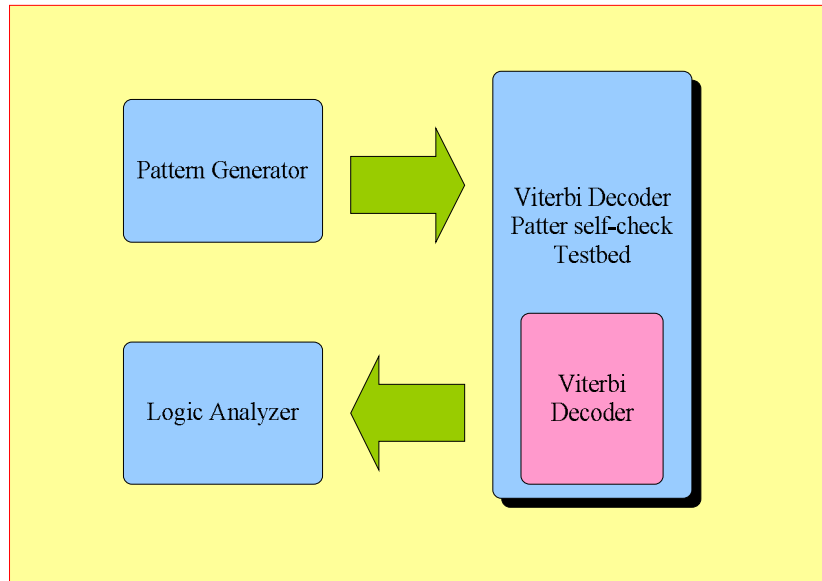 Pattern Generator
Viterbi Decoder
Patter self-check
Testbed
Logic Analyzer
Viterbi
Decoder